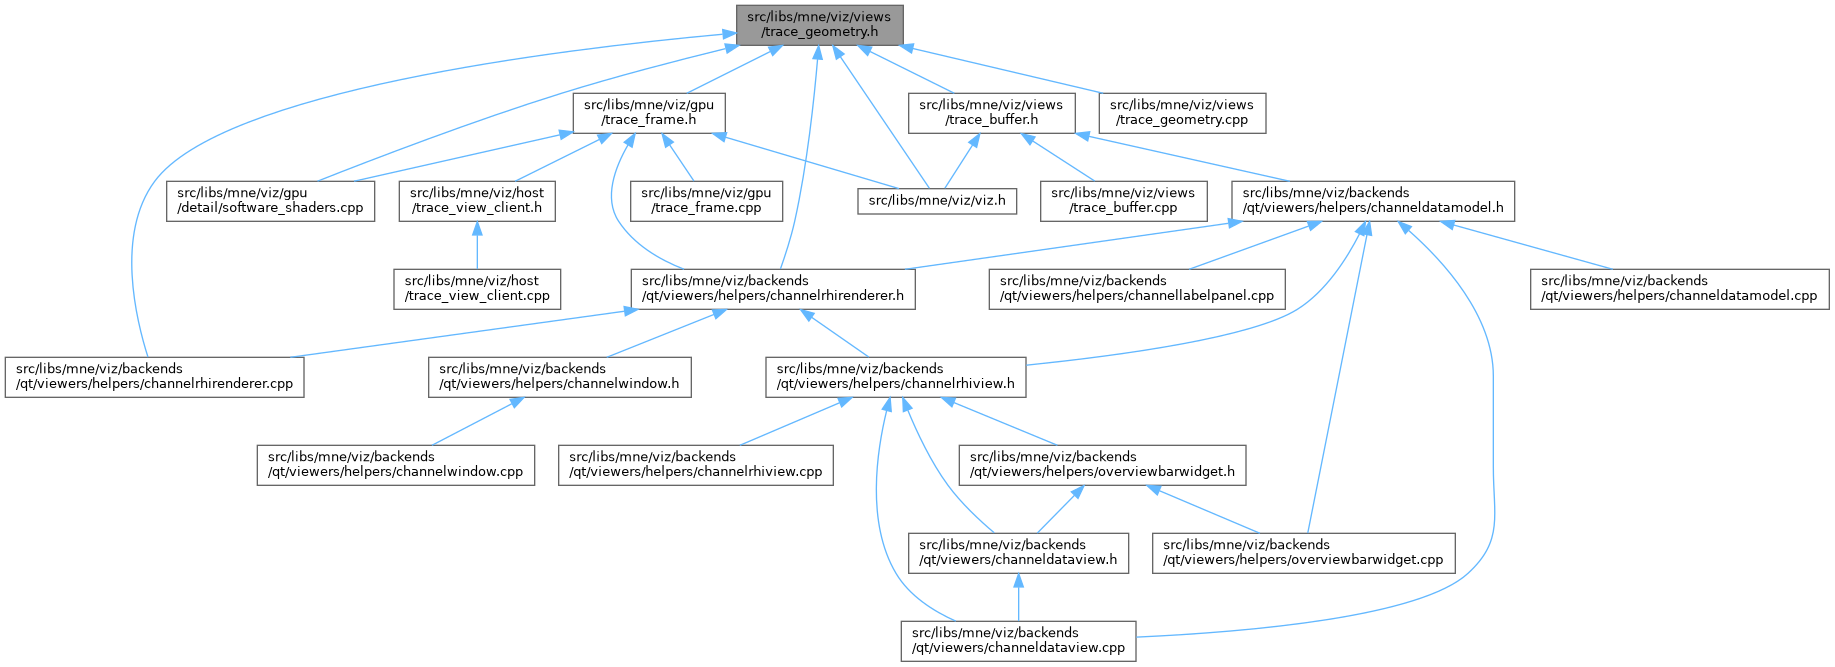 src/libs/mne/viz/views
/trace_geometry.h
src/libs/mne/viz/gpu
/trace_frame.h
src/libs/mne/viz/views
/trace_buffer.h
src/libs/mne/viz/views
/trace_geometry.cpp
src/libs/mne/viz/gpu
/detail/software_shaders.cpp
src/libs/mne/viz/host
/trace_view_client.h
src/libs/mne/viz/gpu
/trace_frame.cpp
src/libs/mne/viz/viz.h
src/libs/mne/viz/views
/trace_buffer.cpp
src/libs/mne/viz/backends
/qt/viewers/helpers/channeldatamodel.h
src/libs/mne/viz/host
/trace_view_client.cpp
src/libs/mne/viz/backends
/qt/viewers/helpers/channelrhirenderer.h
src/libs/mne/viz/backends
/qt/viewers/helpers/channellabelpanel.cpp
src/libs/mne/viz/backends
/qt/viewers/helpers/channeldatamodel.cpp
src/libs/mne/viz/backends
/qt/viewers/helpers/channelrhirenderer.cpp
src/libs/mne/viz/backends
/qt/viewers/helpers/channelwindow.h
src/libs/mne/viz/backends
/qt/viewers/helpers/channelrhiview.h
src/libs/mne/viz/backends
/qt/viewers/helpers/channelwindow.cpp
src/libs/mne/viz/backends
/qt/viewers/helpers/channelrhiview.cpp
src/libs/mne/viz/backends
/qt/viewers/helpers/overviewbarwidget.h
src/libs/mne/viz/backends
/qt/viewers/channeldataview.h
src/libs/mne/viz/backends
/qt/viewers/helpers/overviewbarwidget.cpp
src/libs/mne/viz/backends
/qt/viewers/channeldataview.cpp